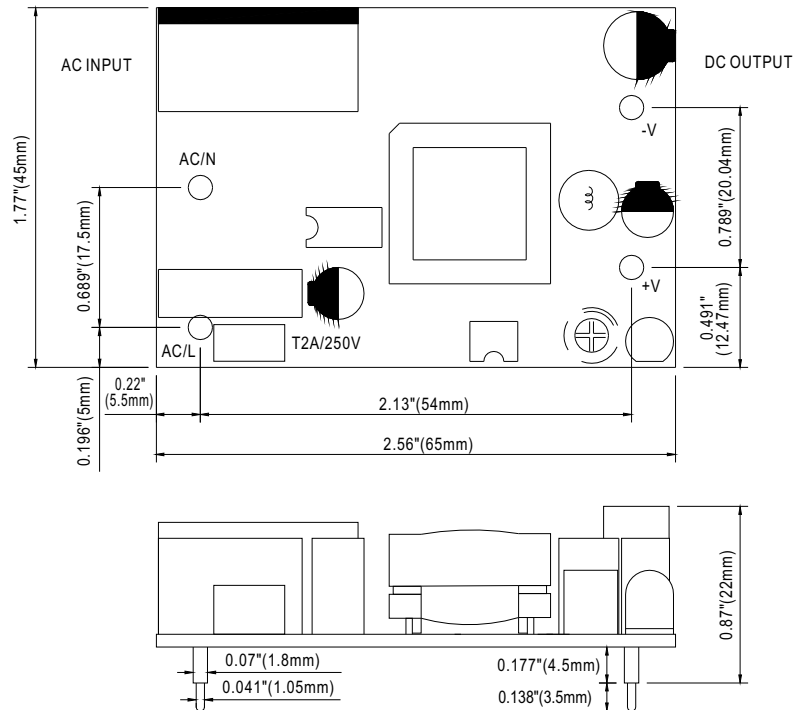 AC INPUT
DC OUTPUT
1.77"(45mm)
AC/N
-V
0.789"(20.04mm)
0.689"(17.5mm)
+V
0.491"
(12.47mm)
AC/L
T2A/250V
0.22"
(5.5mm)
0.196"(5mm)
2.13"(54mm)
2.56"(65mm)
0.87"(22mm)
0.07"(1.8mm)
0.177"(4.5mm)
0.041"(1.05mm)
0.138"(3.5mm)